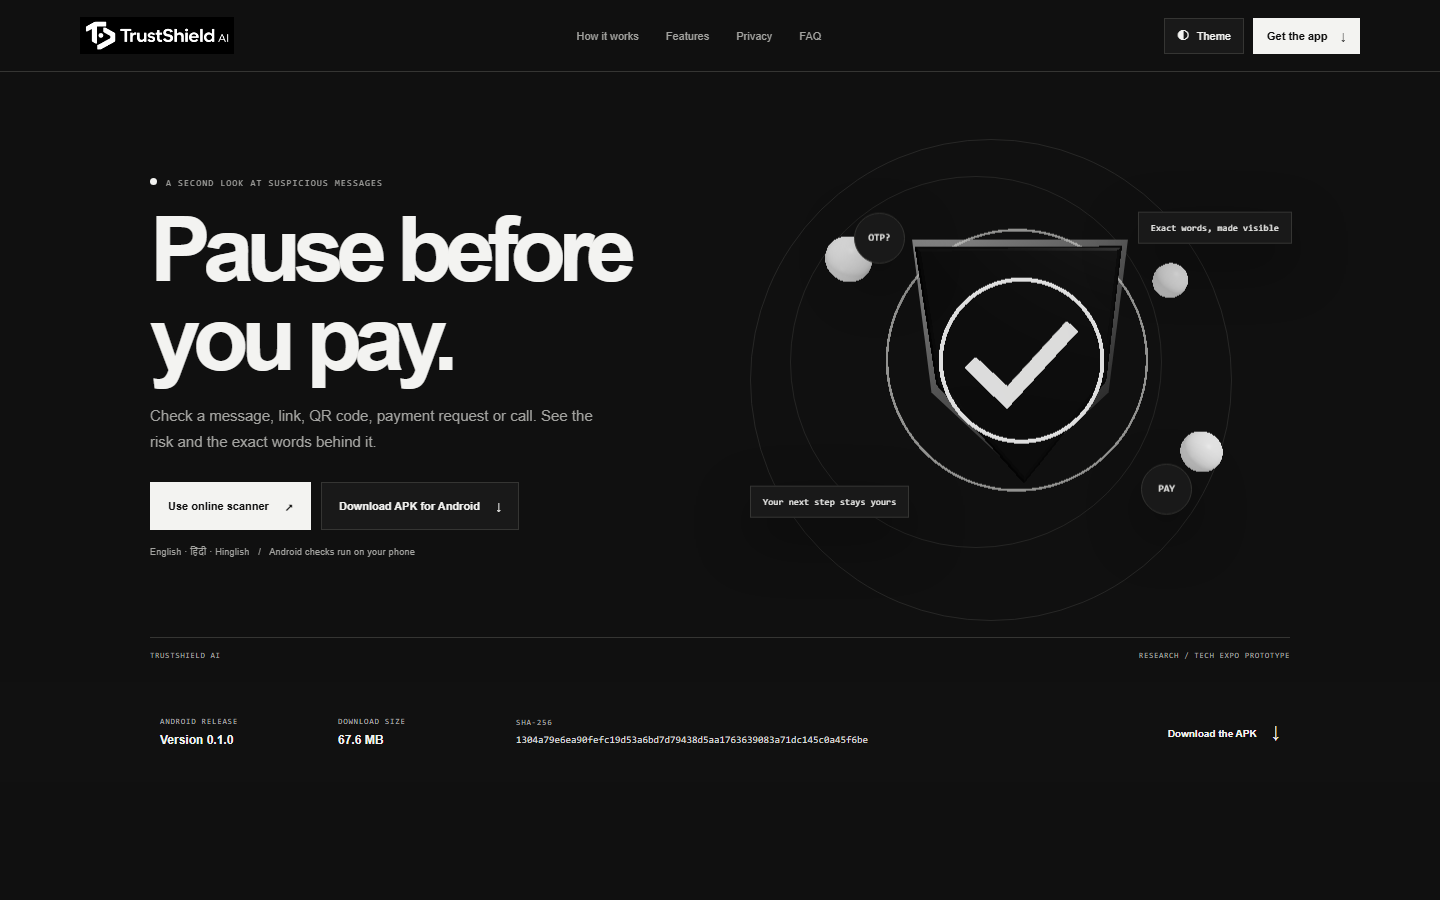 TrustShield AI
How it works
Features
Privacy
FAQ
Theme
Get the app ↓
A SECOND LOOK AT SUSPICIOUS MESSAGES
Pause before
you pay.
Check a message, link, QR code, payment request or call. See the
risk and the exact words behind it.
Use online scanner ↗
Download APK for Android ↓
English · हिंदी · Hinglish / Android checks run on your phone
OTP?
Exact words, made visible
Your next step stays yours
PAY
TRUSTSHIELD AI
RESEARCH / TECH EXPO PROTOTYPE
ANDROID RELEASE
Version 0.1.0
DOWNLOAD SIZE
67.6 MB
SHA-256
1304a79e6ea90fefc19d53a6bd7d79438d5aa1763639083a71dc145c0a45f6be
Download the APK ↓